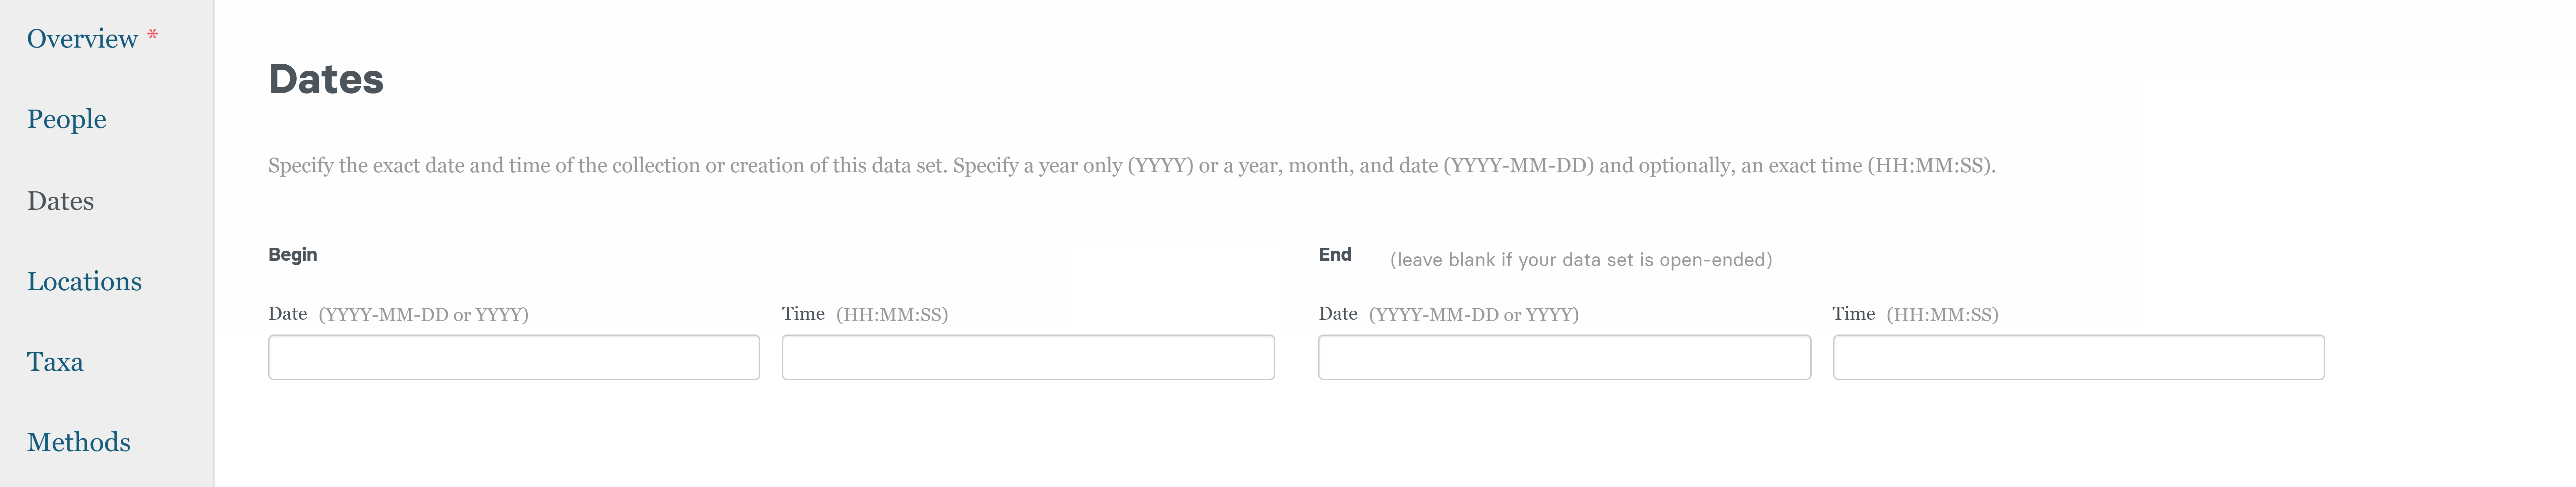 Overview *
People
Dates
Locations
Taxa
Methods
Dates
Specify the exact date and time of the collection or creation of this data set. Specify a year only (YYYY) or a year, month, and date (YYYY-MM-DD) and optionally, an exact time (HH:MM:SS).
Begin
Date (YYYY-MM-DD or YYYY) Time (HH:MM:SS)
End (leave blank if your data set is open-ended)
Date (YYYY-MM-DD or YYYY) Time (HH:MM:SS)